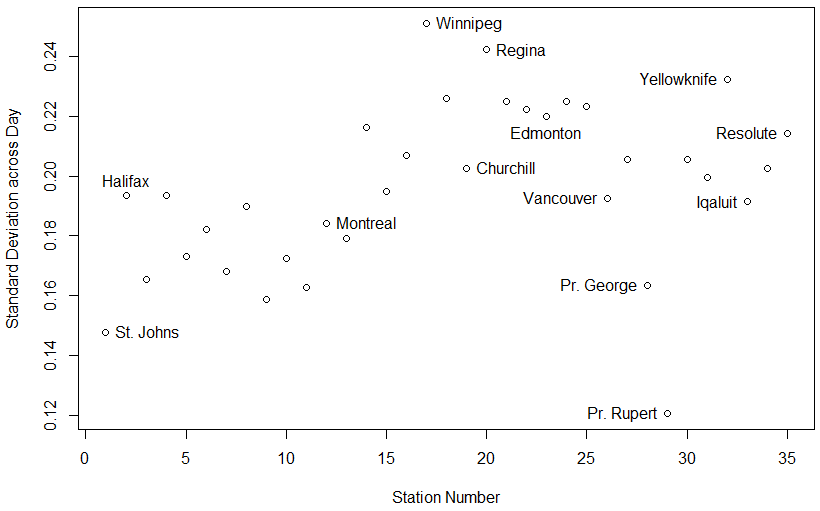 Standard Deviation across Day
0.24
0.22
0.20
0.18
0.16
0.14
0.12
Winnipeg
Regina
Yellowknife
Edmonton
Resolute
Churchill
Halifax
Vancouver
Iqaluit
Montreal
Pr. George
St. Johns
Pr. Rupert
0 5 10 15 20 25 30 35
Station Number